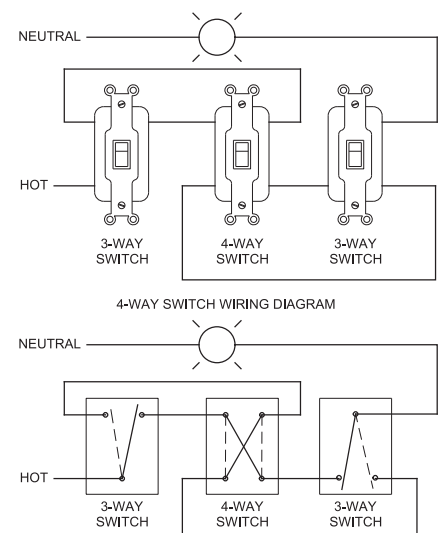 NEUTRAL
HOT
3-WAY
SWITCH
4-WAY
SWITCH
3-WAY
SWITCH
4-WAY SWITCH WIRING DIAGRAM
NEUTRAL
HOT
3-WAY
SWITCH
4-WAY
SWITCH
3-WAY
SWITCH